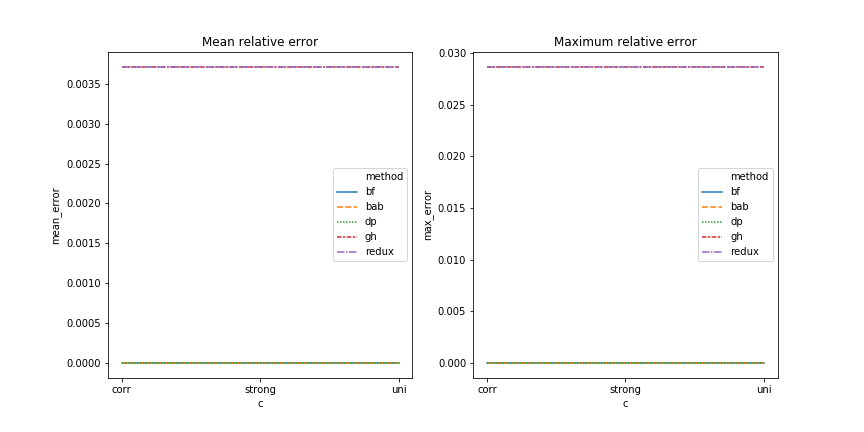 Mean relative error
0.0035
0.0030
0.0025
0.0020
0.0015
0.0010
0.0005
0.0000
mean_error
method
bf
bab
dp
gh
redux
corr strong uni
c
Maximum relative error
0.030
0.025
0.020
0.015
0.010
0.005
0.000
max_error
method
bf
bab
dp
gh
redux
corr strong uni
c